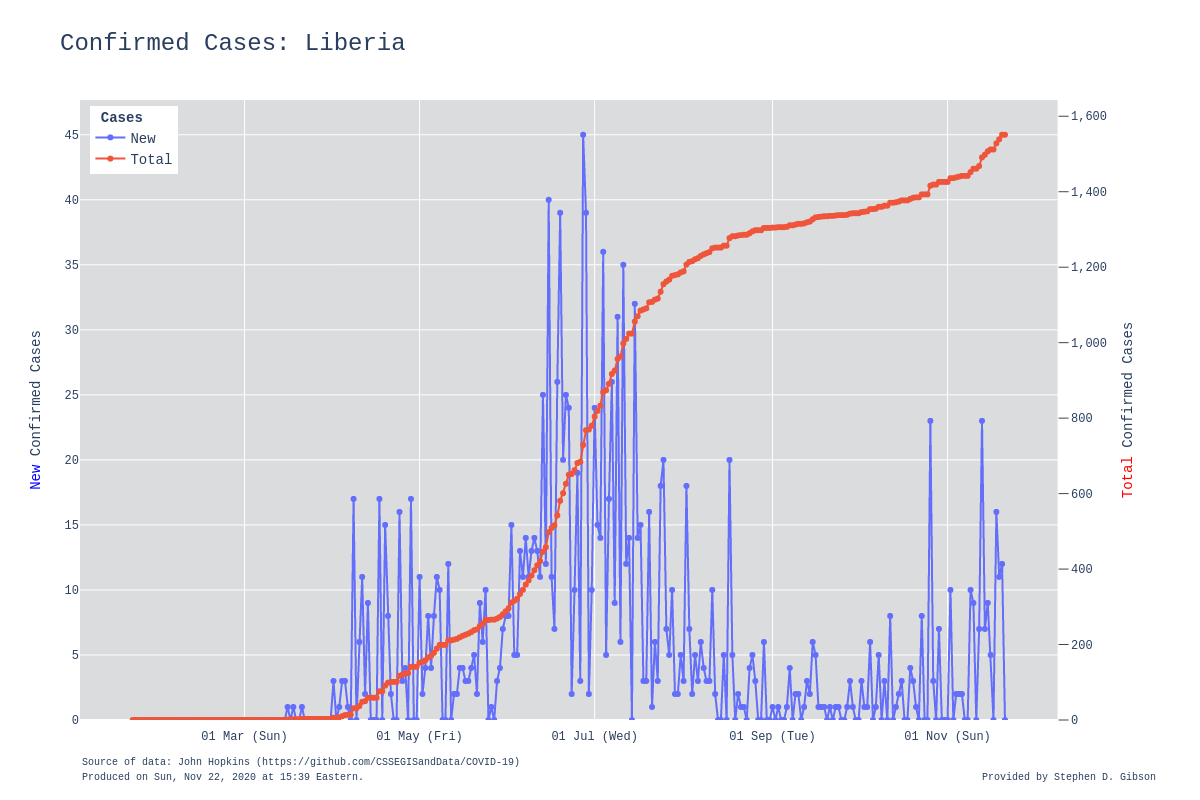 Confirmed Cases: Liberia
Cases
New
Total
45
40
35
30
25
20
15
10
5
0
1,600
1,400
1,200
1,000
800
600
400
200
0
New Confirmed Cases
Total Confirmed Cases
01 Mar (Sun)
01 May (Fri)
01 Jul (Wed)
01 Sep (Tue)
01 Nov (Sun)
Source of data: John Hopkins (https://github.com/CSSEGISandData/COVID-19)
Produced on Sun, Nov 22, 2020 at 15:39 Eastern.
Provided by Stephen D. Gibson